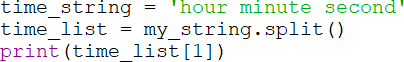 time_string = 'hour minute second'
time_list = my_string.split()
print(time_list[1])